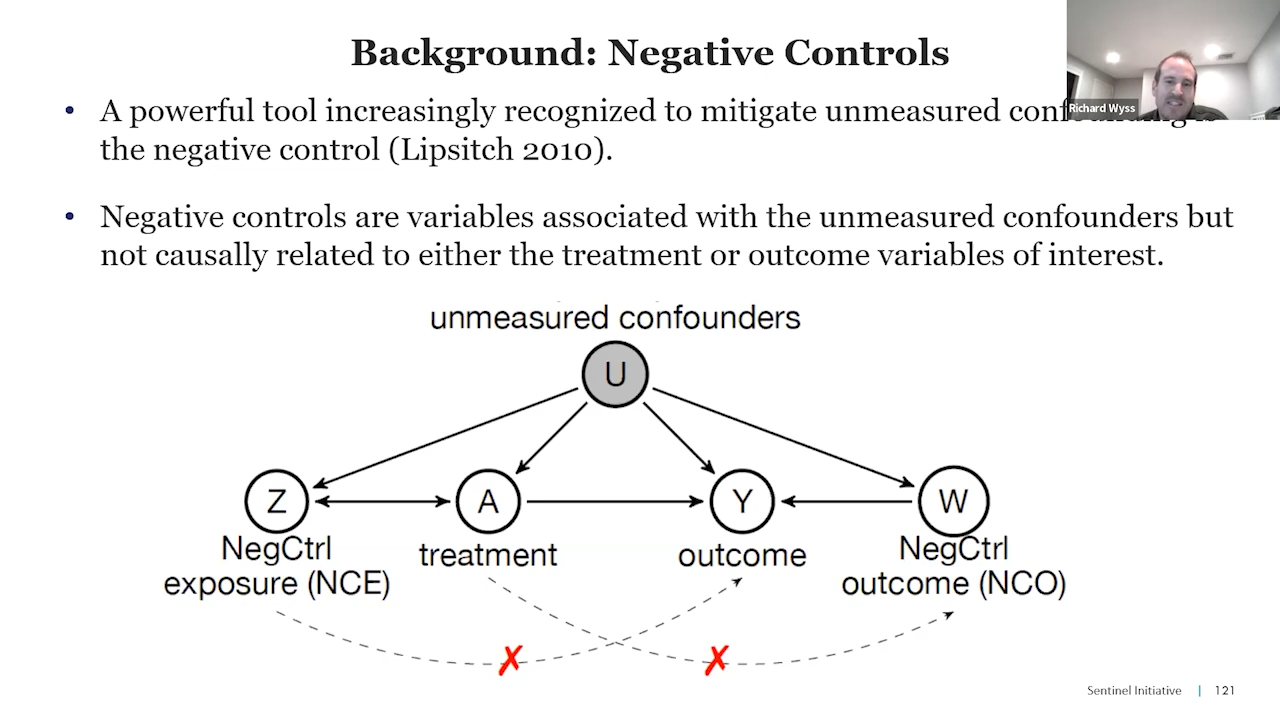 Background: Negative Controls
Richard Wyss
• A powerful tool increasingly recognized to mitigate unmeasured
the negative control (Lipsitch 2010).
• Negative controls are variables associated with the unmeasured confounders but
not causally related to either the treatment or outcome variables of interest.
unmeasured confounders
U
Z A Y W
NegCtrl treatment outcome NegCtrl
exposure (NCE) outcome (NCO)
✗ ✗
Sentinel Initiative | 121